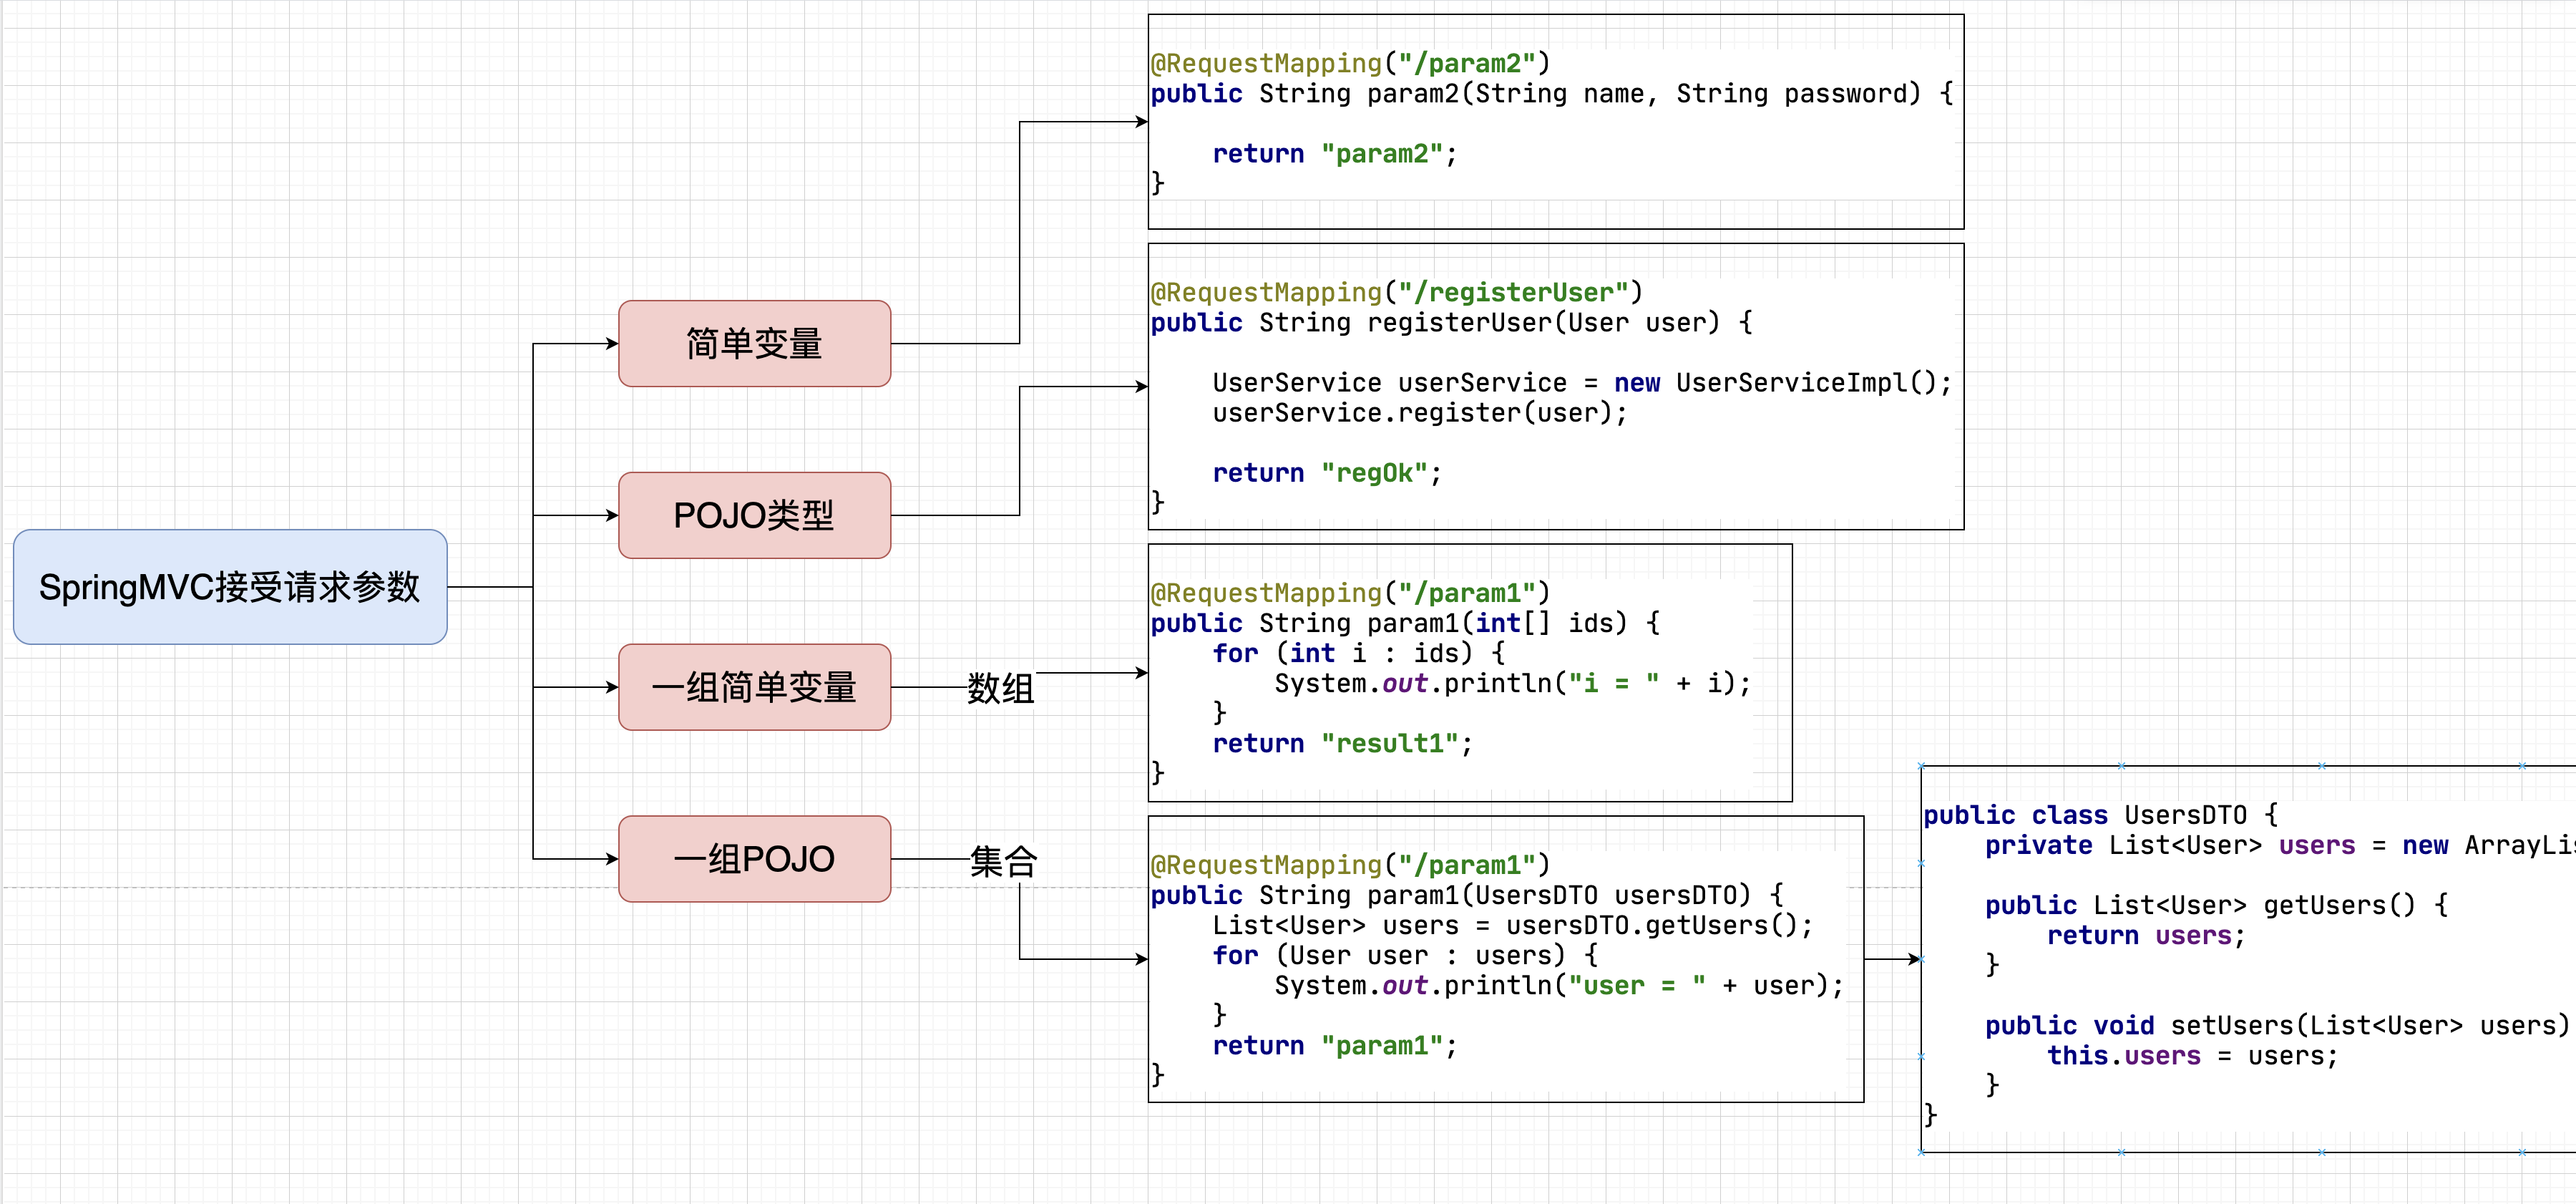 SpringMVC接受请求参数
简单变量
@RequestMapping("/param2")
public String param2(String name, String password) {
    return "param2";
}
POJO类型
@RequestMapping("/registerUser")
public String registerUser(User user) {
    UserService userService = new UserServiceImpl();
    userService.register(user);
    return "regOk";
}
一组简单变量
数组
@RequestMapping("/param1")
public String param1(int[] ids) {
    for (int i : ids) {
        System.out.println("i = " + i);
    }
    return "result1";
}
一组POJO
集合
@RequestMapping("/param1")
public String param1(UsersDTO usersDTO) {
    List<User> users = usersDTO.getUsers();
    for (User user : users) {
        System.out.println("user = " + user);
    }
    return "param1";
}
public class UsersDTO {
    private List<User> users = new
    public List<User> getUsers() {
        return users;
    }
    public void setUsers(List<User> users)
        this.users = users;
    }
}